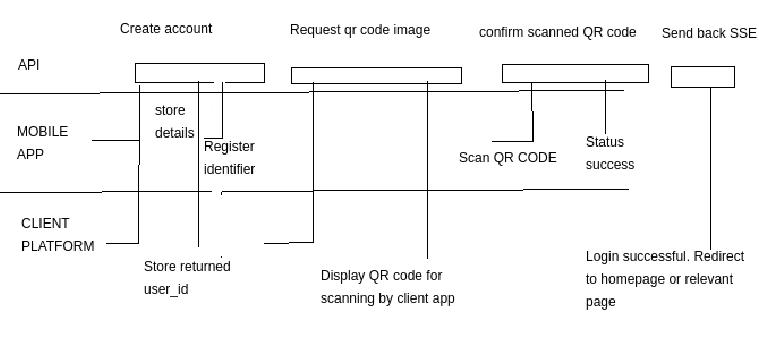 Create account
Request qr code image
confirm scanned QR code
Send back SSE
API
MOBILE
APP
store
details
Register
identifier
Scan QR CODE
Status
success
CLIENT
PLATFORM
Store returned
user_id
Display QR code for
scanning by client app
Login successful. Redirect
to homepage or relevant
page